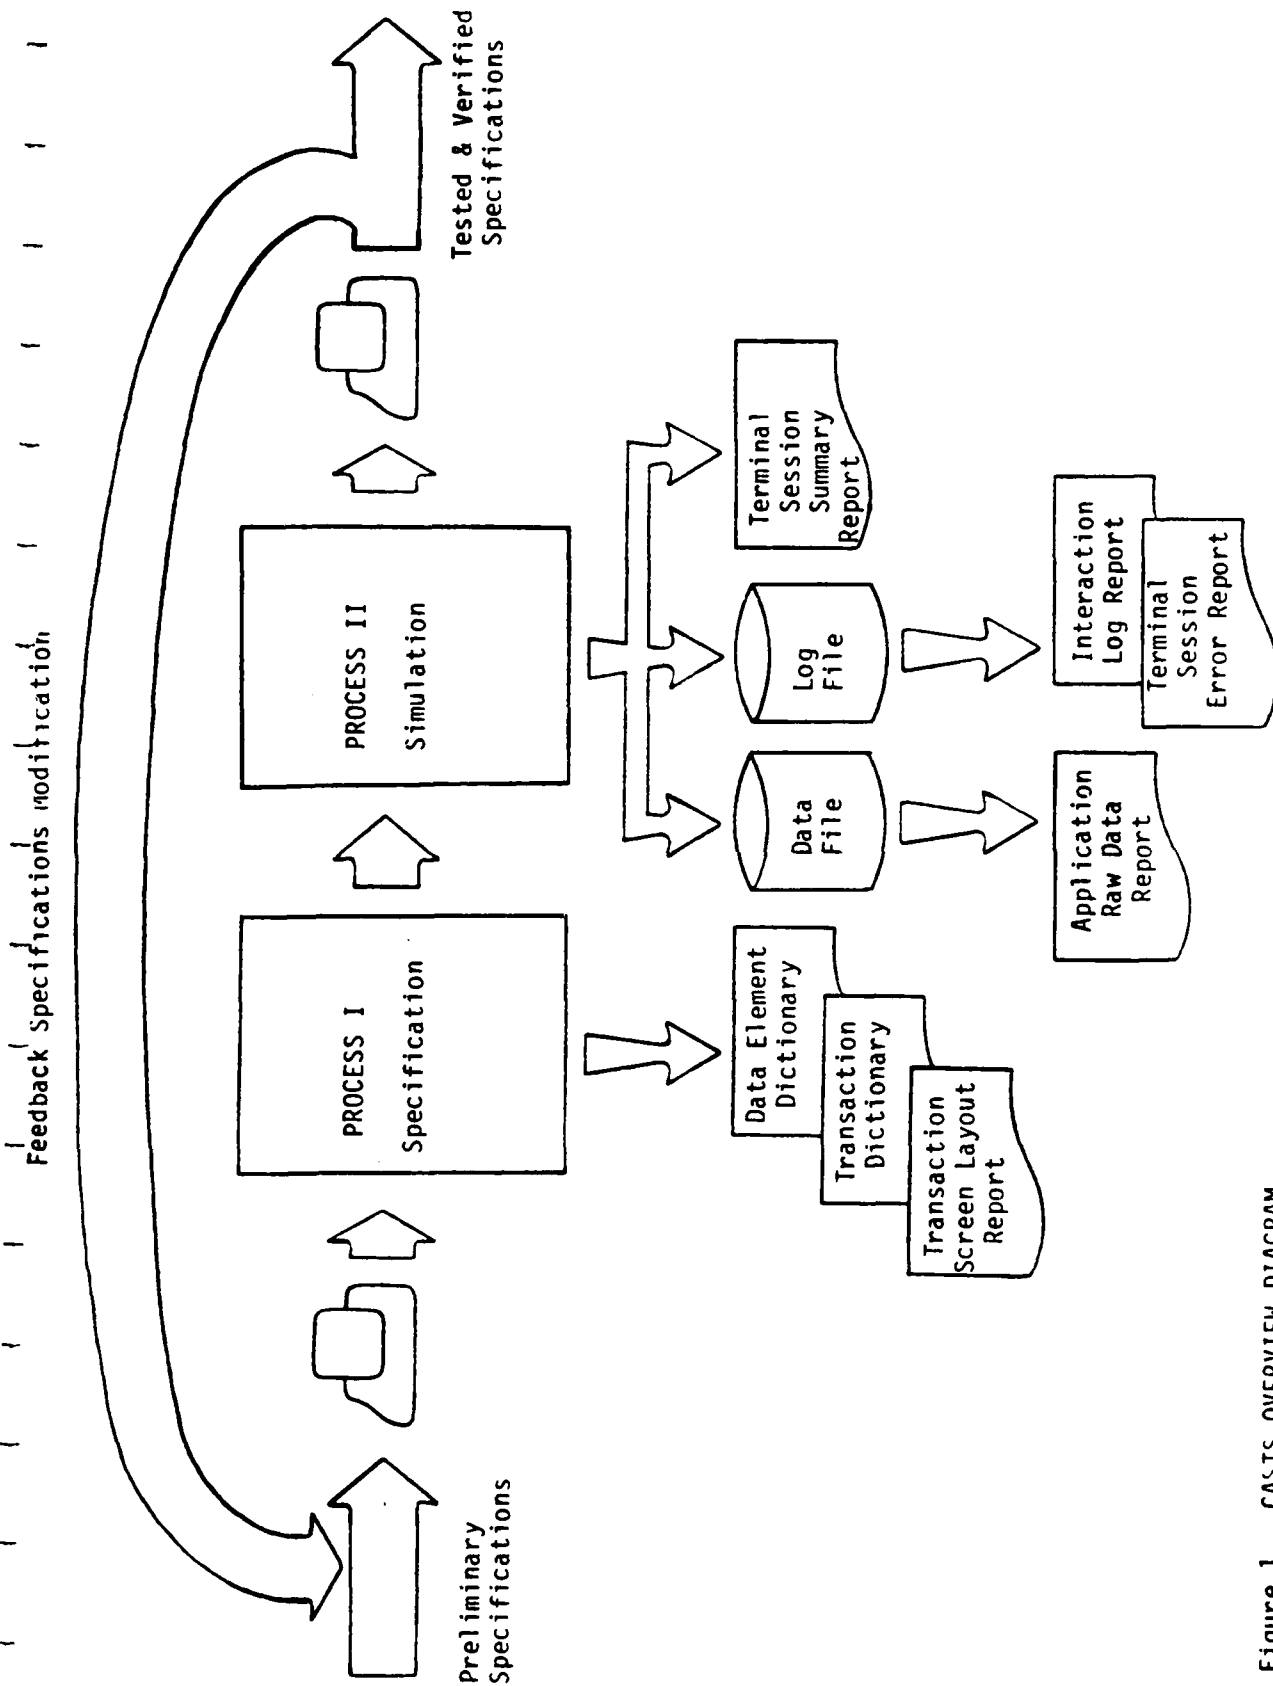 Feedback Specifications Modification
Tested & Verified
Specifications
PROCESS I
Specification
PROCESS II
Simulation
Preliminary
Specifications
Data Element
Dictionary
Transaction
Dictionary
Transaction
Screen Layout
Report
Data
File
Log
File
Terminal
Session
Summary
Report
Application
Raw Data
Report
Interaction
Log Report
Terminal
Session
Error Report
Figure 1 OVERVIEW DIAGRAM